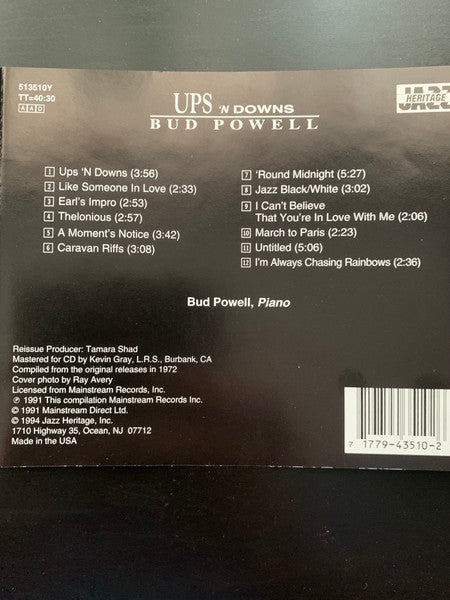 513510Y
TT=40:30
AAD
UPS 'N DOWNS
BUD POWELL
JAZZ
HERITAGE
1 Ups 'N Downs (3:56)
2 Like Someone In Love (2:33)
3 Earl's Impro (2:53)
4 Thelonious (2:57)
5 A Moment's Notice (3:42)
6 Caravan Riffs (3:08)
7 'Round Midnight (5:27)
8 Jazz Black/White (3:02)
9 I Can't Believe
That You're In Love With Me (2:06)
10 March to Paris (2:23)
11 Untitled (5:06)
12 I'm Always Chasing Rainbows (2:36)
Bud Powell, Piano
Reissue Producer: Tamara Shad
Mastered for CD by Kevin Gray, L.R.S., Burbank, CA
Compiled from the original releases in 1972
Cover photo by Ray Avery
Licensed from Mainstream Records, Inc.
℗ 1991 This compilation Mainstream Records, Inc.
© 1991 Mainstream Direct Ltd.
© 1994 Jazz Heritage, Inc.
1710 Highway 35, Ocean, NJ 07712
Made in the USA
7 1779-43510-2